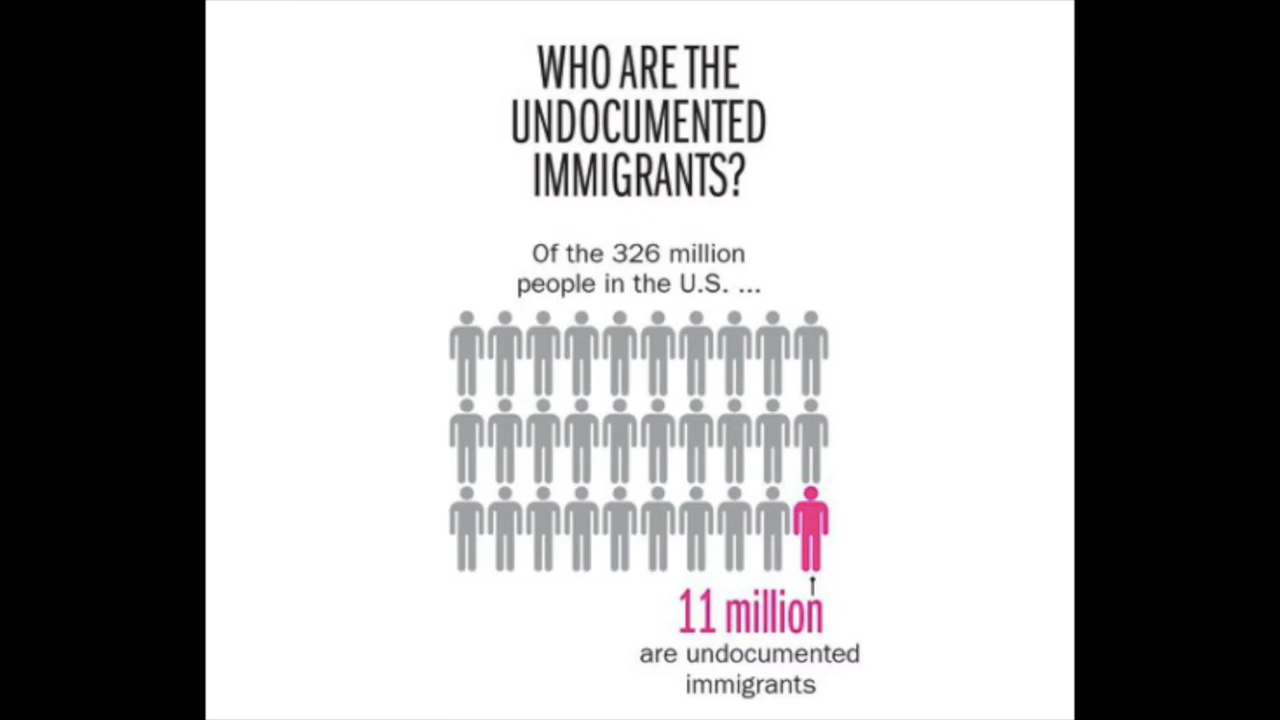 WHO ARE THE
UNDOCUMENTED
IMMIGRANTS?
Of the 326 million
people in the U.S. ...
11 million
are undocumented
immigrants